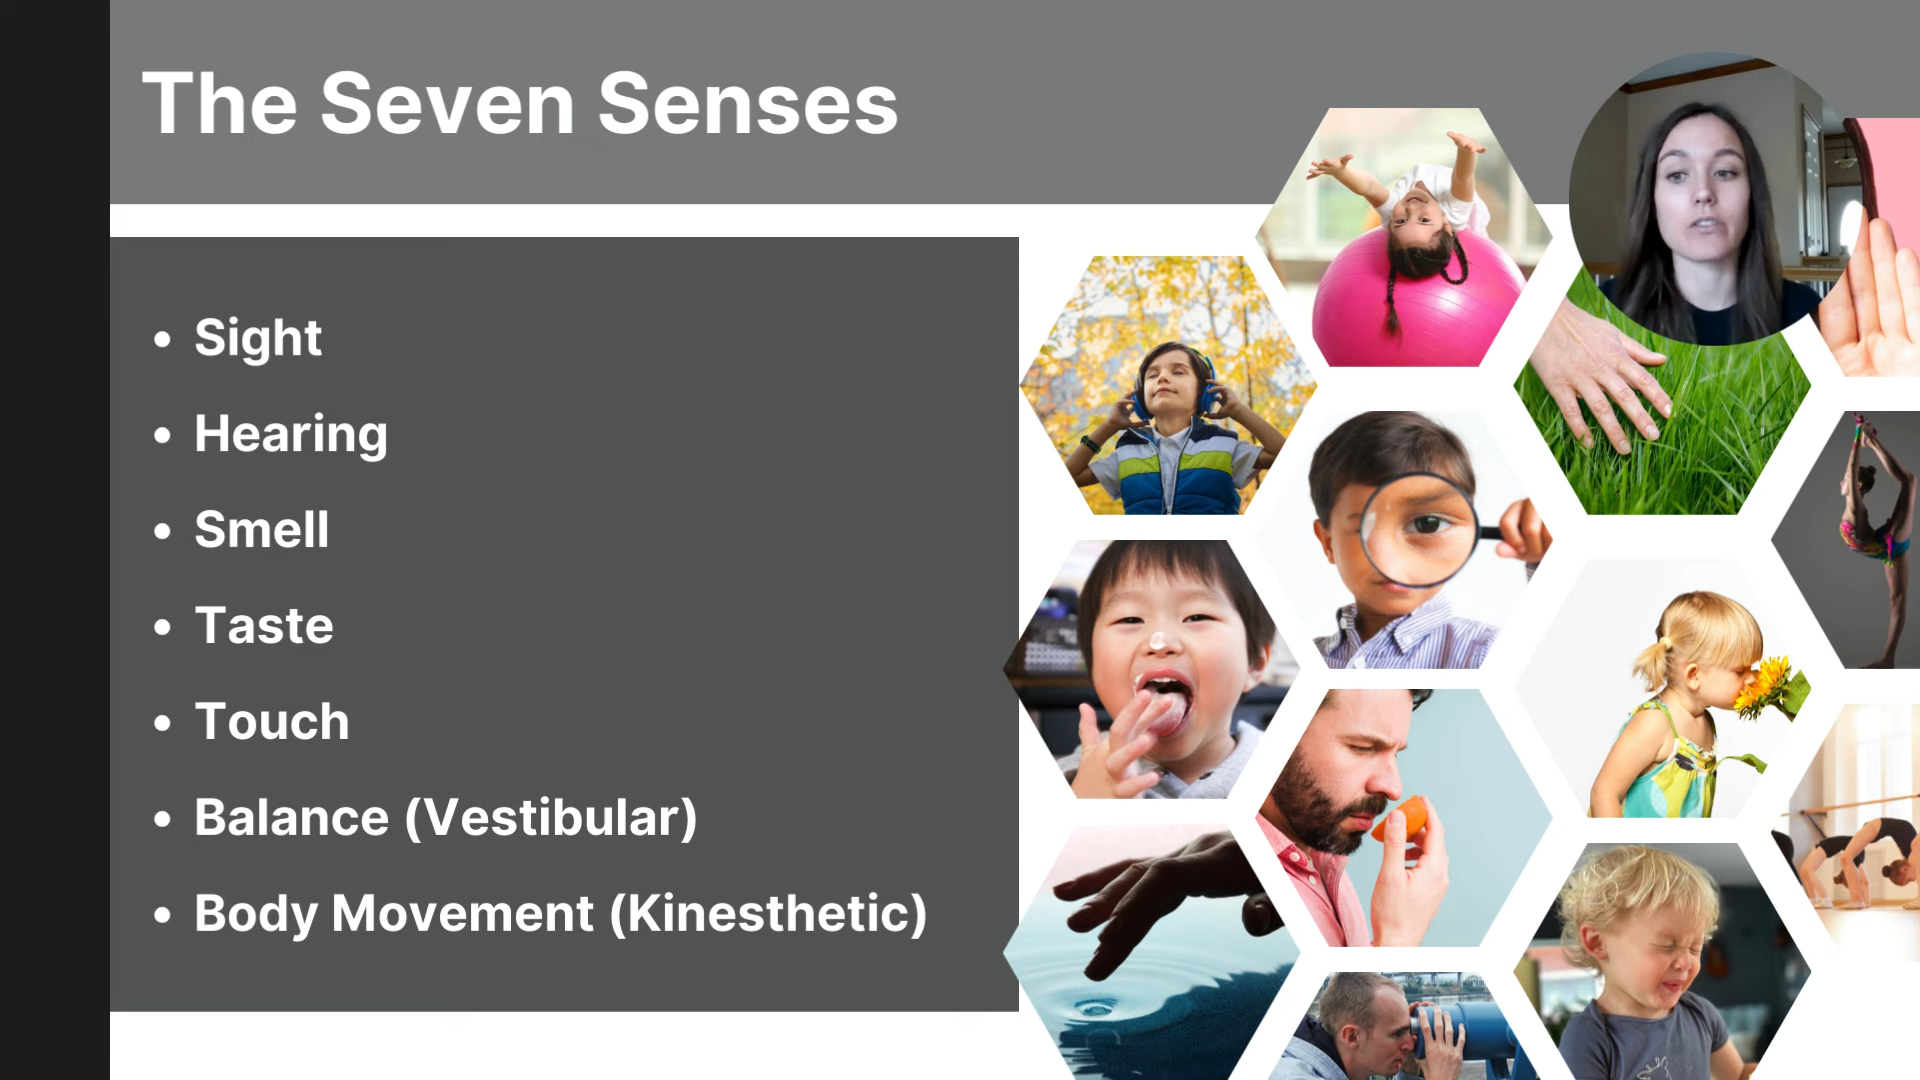 The Seven Senses
• Sight
• Hearing
• Smell
• Taste
• Touch
• Balance (Vestibular)
• Body Movement (Kinesthetic)